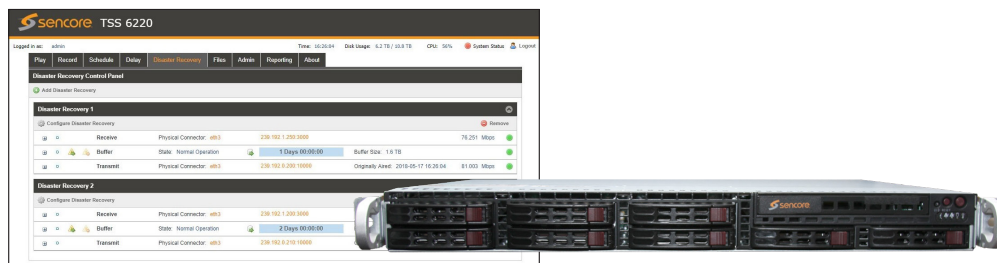 sencore TSS 6220
Logged in as: admin Time: 16:26:04 Disk Usage: 6.2 TB / 10.8 TB CPU: 56% System Status Logout
Play Record Schedule Delay Disaster Recovery Files Admin Reporting About
Disaster Recovery Control Panel
Add Disaster Recovery
Disaster Recovery 1
Configure Disaster Recovery Remove
Receive Physical Connector: eth3 239.192.1.250:3000 76.251 Mbps
Buffer State: Normal Operation 1 Days 00:00:00 Buffer Size: 1.6 TB
Transmit Physical Connector: eth3 239.192.0.200:10000 Originally Aired: 2016-05-17 16:26:04 81.003 Mbps
Disaster Recovery 2
Configure Disaster Recovery
Receive Physical Connector: eth3 239.192.1.200:3000
Buffer State: Normal Operation 2 Days 00:00:00
Transmit Physical Connector: eth3 239.192.0.210:10000
sencore